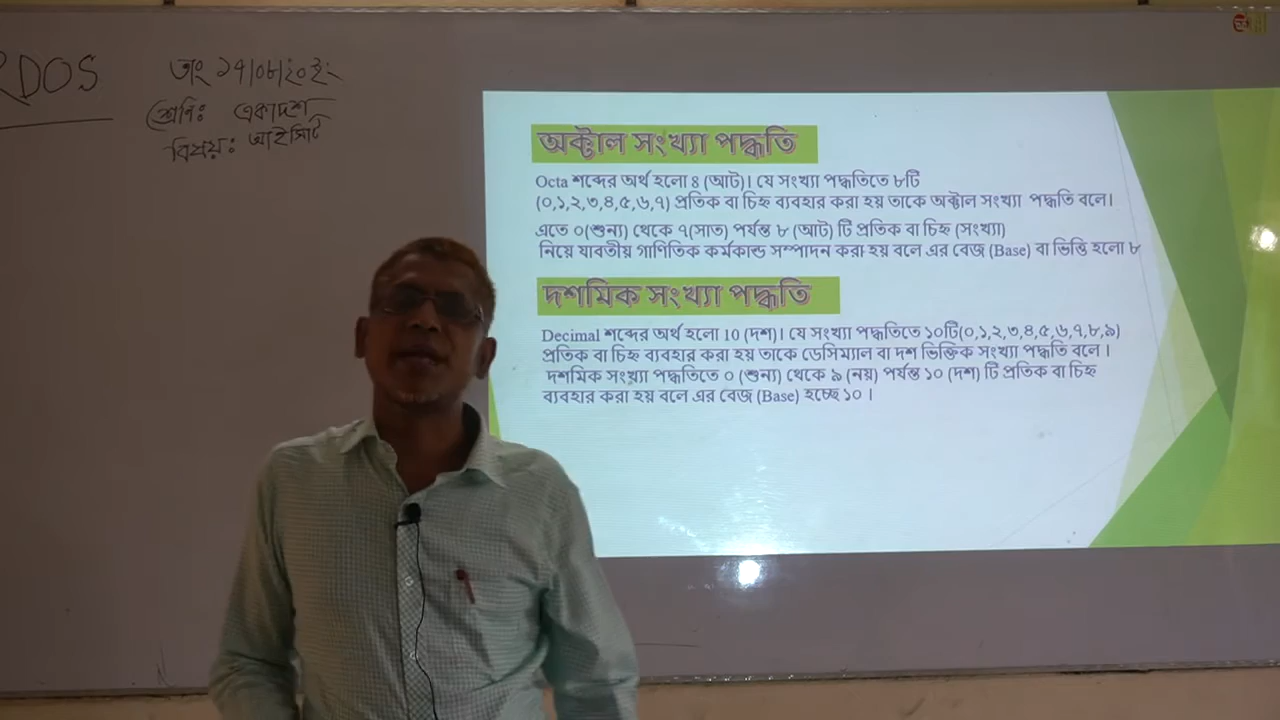 RDOS
শ্রেণিঃ একাদশ
বিষয়ঃ আইসিটি
অক্টাল সংখ্যা পদ্ধতি
Octa শব্দের অর্থ হলো 8 (আট)। যে সংখ্যা পদ্ধতিতে ৮টি
(০,১,২,৩,৪,৫,৬,৭) প্রতিক বা চিহ্ন ব্যবহার করা হয় তাকে অক্টাল সংখ্যা পদ্ধতি বলে।
এতে ০(শুন্য) থেকে ৭(সাত) পর্যন্ত ৮ (আট) টি প্রতিক বা চিহ্ন (সংখ্যা)
নিয়ে যাবতীয় গাণিতিক কর্মকান্ড সম্পাদন করা হয় বলে এর বেজ (Base) বা ভিত্তি হলো ৮
দশমিক সংখ্যা পদ্ধতি
Decimal শব্দের অর্থ হলো 10 (দশ)। যে সংখ্যা পদ্ধতিতে ১০টি(০,১,২,৩,৪,৫,৬,৭,৮,৯)
প্রতিক বা চিহ্ন ব্যবহার করা হয় তাকে ডেসিম্যাল বা দশ ভিক্তিক সংখ্যা পদ্ধতি বলে ।
দশমিক সংখ্যা পদ্ধতিতে ০ (শুন্য) থেকে ৯ (নয়) পর্যন্ত ১০ (দশ) টি প্রতিক বা চিহ্ন
ব্যবহার করা হয় বলে এর বেজ (Base) হচ্ছে ১০ ।